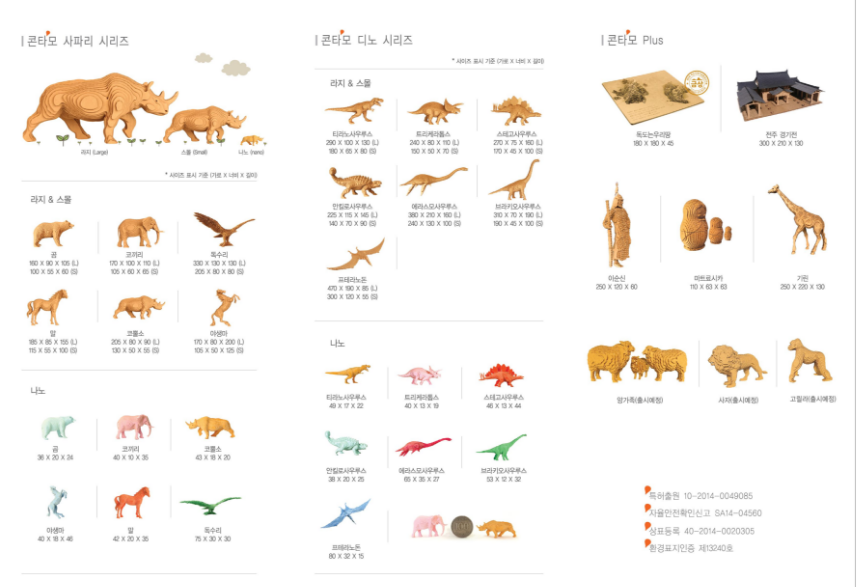 콘타모 사파리 시리즈
라지 (Large)
스몰 (Small)
나노 (nano)
* 사이즈 표시 기준 (가로 X 너비 X 길이)
라지 & 스몰
곰
160 X 90 X 105 (L)
100 X 55 X 60 (S)
코끼리
170 X 100 X 110 (L)
105 X 60 X 65 (S)
독수리
330 X 130 X 130 (L)
205 X 80 X 80 (S)
말
185 X 85 X 155 (L)
115 X 55 X 100 (S)
코뿔소
205 X 80 X 90 (L)
130 X 50 X 55 (S)
야생마
170 X 80 X 200 (L)
105 X 50 X 125 (S)
나노
곰
38 X 20 X 24
코끼리
40 X 10 X 35
코뿔소
43 X 18 X 20
야생마
40 X 18 X 46
말
42 X 20 X 35
독수리
75 X 30 X 30
콘타모 디노 시리즈
* 사이즈 표시 기준 (가로 X 너비 X 길이)
라지 & 스몰
티라노사우루스
290 X 100 X 130 (L)
180 X 65 X 80 (S)
트리케라톱스
240 X 80 X 110 (L)
150 X 50 X 70 (S)
스테고사우루스
270 X 75 X 160 (L)
170 X 45 X 100 (S)
안킬로사우루스
225 X 115 X 145 (L)
140 X 70 X 90 (S)
에라스모사우루스
380 X 210 X 160 (L)
240 X 130 X 100 (S)
브라키오사우루스
310 X 70 X 190 (L)
190 X 45 X 100 (S)
프테라노돈
470 X 190 X 85 (L)
300 X 120 X 55 (S)
나노
티라노사우루스
49 X 17 X 22
트리케라톱스
40 X 13 X 19
스테고사우루스
46 X 13 X 44
안킬로사우루스
38 X 20 X 25
에라스모사우루스
65 X 35 X 27
브라키오사우루스
53 X 12 X 32
프테라노돈
80 X 32 X 15
콘타모 Plus
독도는우리땅
180 X 180 X 45
전주 경기전
300 X 210 X 130
이순신
250 X 120 X 60
마트료시카
110 X 63 X 63
기린
250 X 220 X 130
양가족(출시예정)
사자(출시예정)
고릴라(출시예정)
특허출원 10-2014-0049085
자율안전확인신고 SA14-04560
상표등록 40-2014-0020305
환경표지인증 제13240호